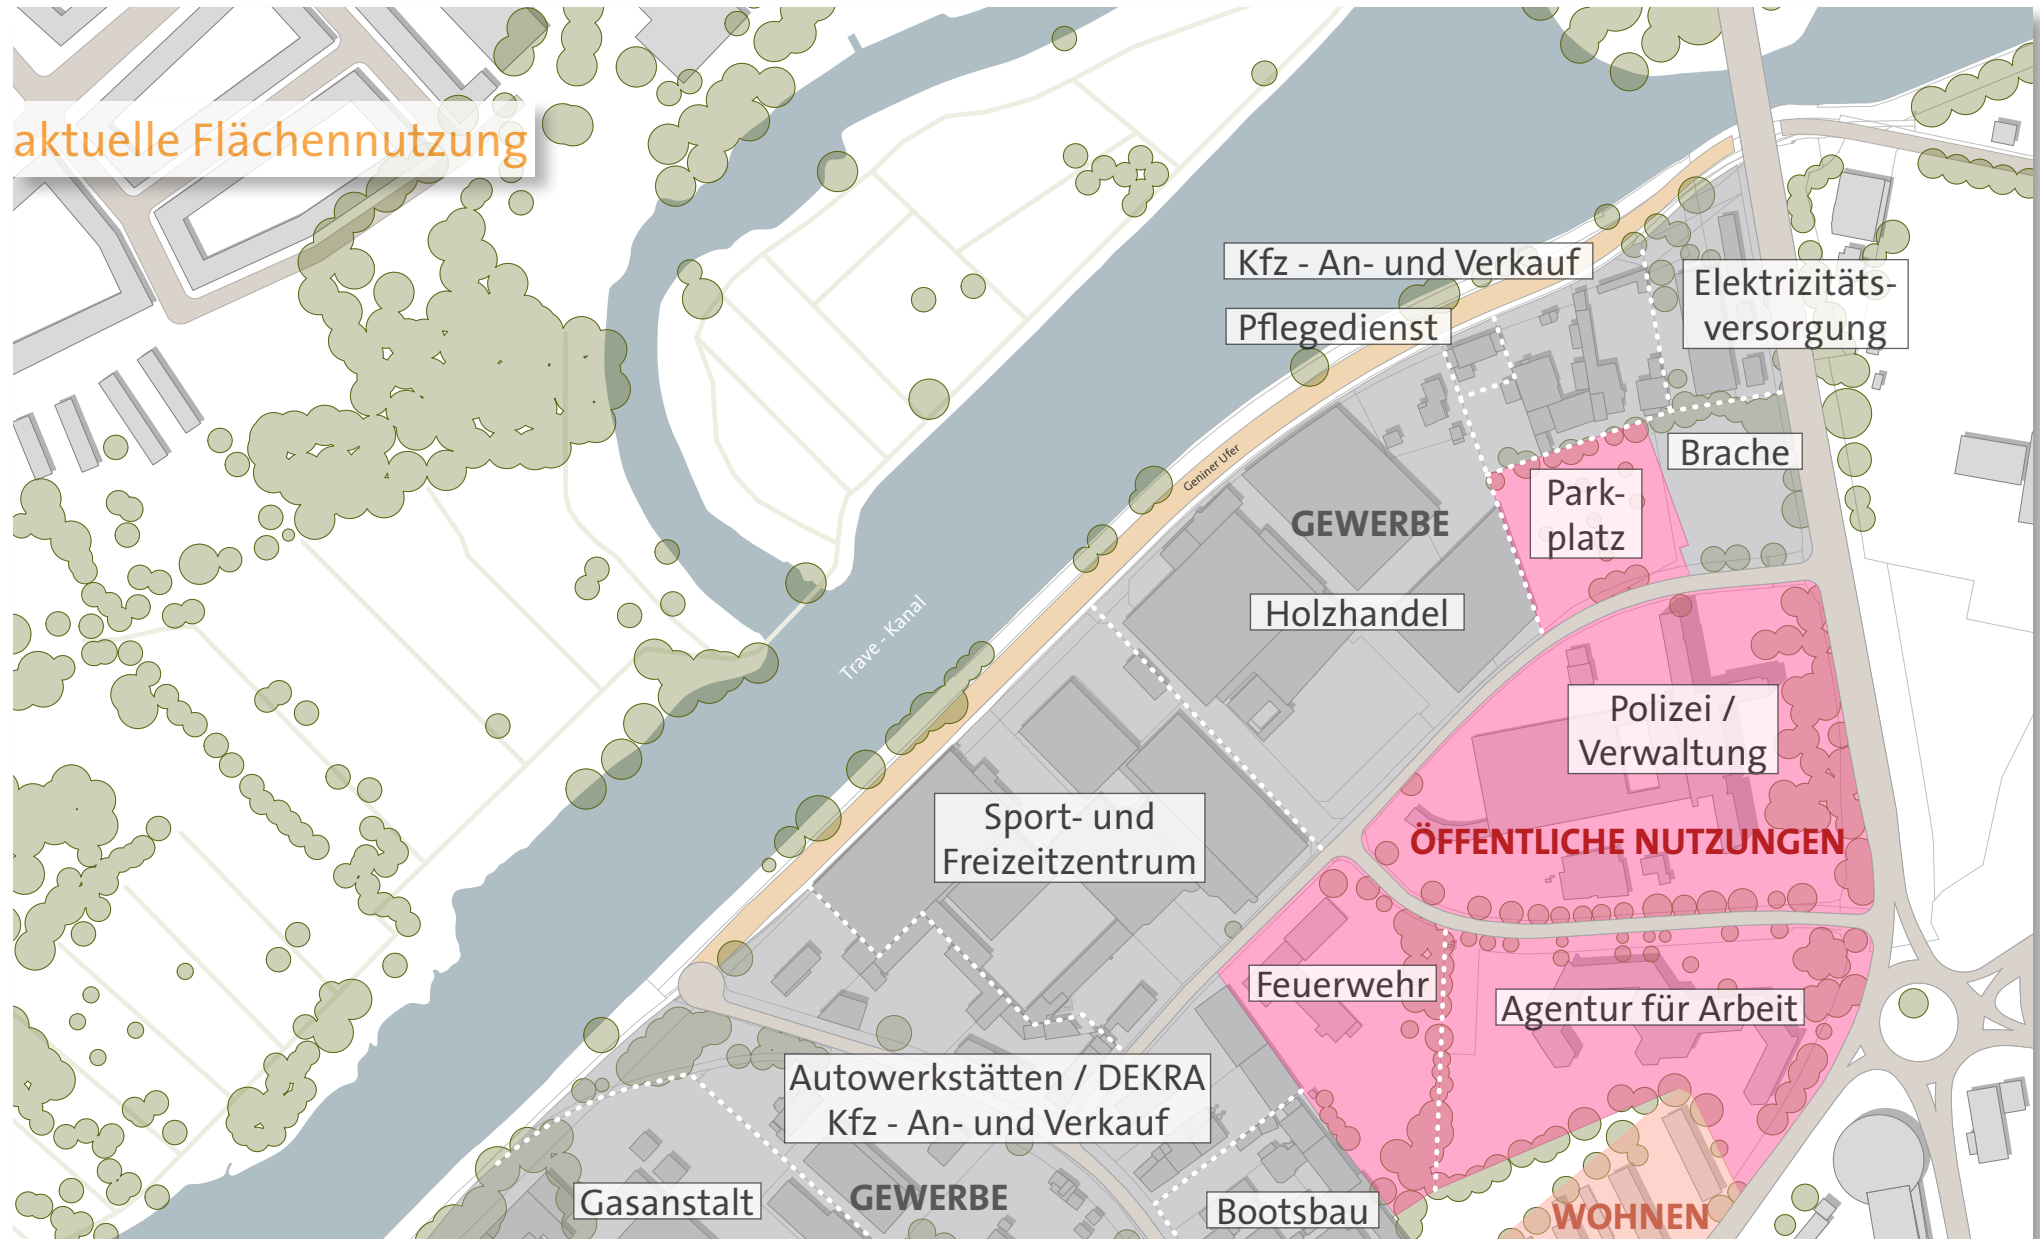 aktuelle Flächennutzung
Kfz - An- und Verkauf
Pflegedienst
Elektrizitäts-
versorgung
Brache
Park-
platz
Geniner Ufer
GEWERBE
Holzhandel
Trave - Kanal
Polizei /
Verwaltung
ÖFFENTLICHE NUTZUNGEN
Sport- und
Freizeitzentrum
Feuerwehr
Agentur für Arbeit
Autowerkstätten / DEKRA
Kfz - An- und Verkauf
Gasanstalt
GEWERBE
Bootsbau
WOHNEN